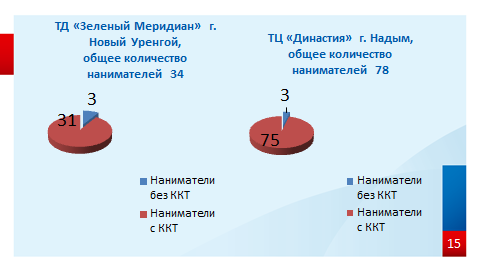 ТД «Зеленый Меридиан» г.
Новый Уренгой,
общее количество
нанимателей 34
3
31
Наниматели
без ККТ
Наниматели
с ККТ
ТЦ «Династия» г. Надым,
общее количество
нанимателей 78
3
75
Наниматели
без ККТ
Наниматели
с ККТ
15